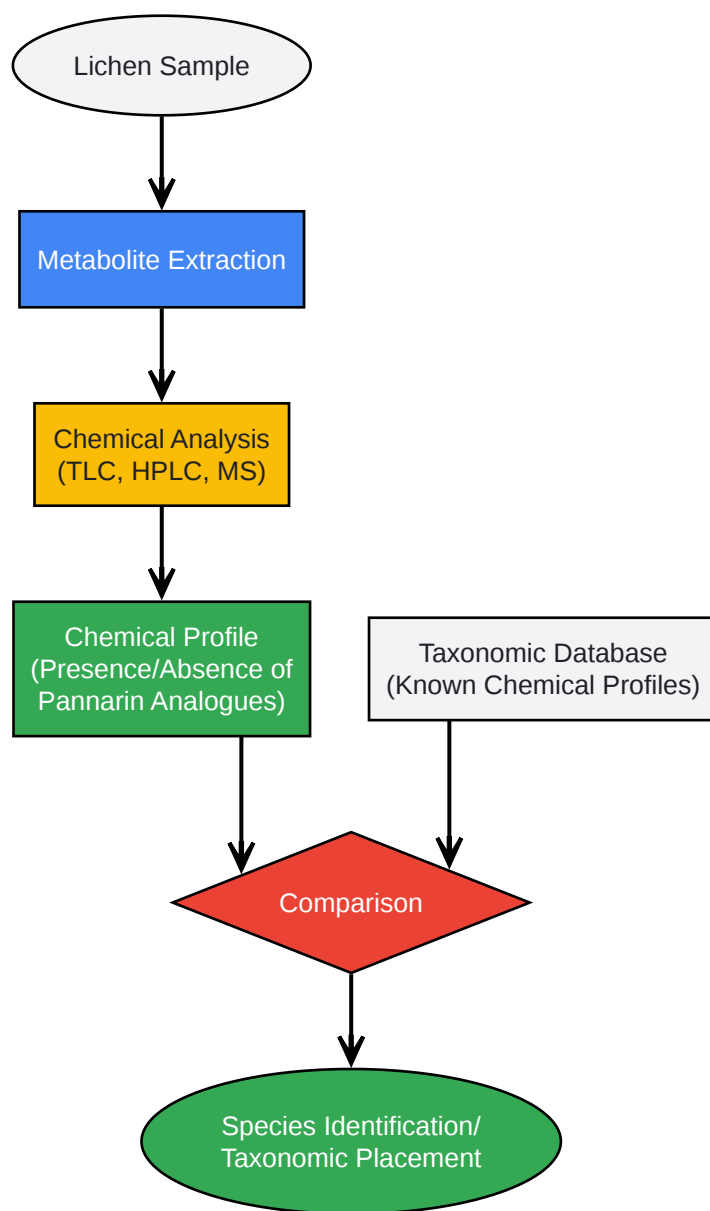 Lichen Sample
Metabolite Extraction
Chemical Analysis
(TLC, HPLC, MS)
Chemical Profile
(Presence/Absence of
Pannarin Analogues)
Taxonomic Database
(Known Chemical Profiles)
Comparison
Species Identification/
Taxonomic Placement